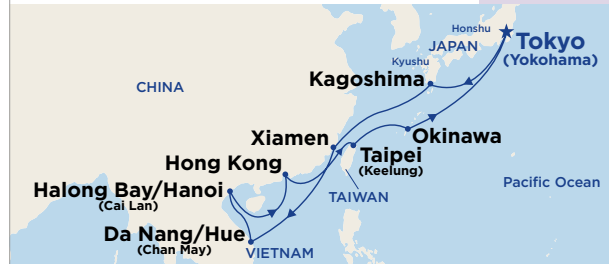 Honshu
JAPAN
Tokyo
(Yokohama)
Kyushu
Kagoshima
CHINA
Xiamen
Okinawa
Taipei
(Keelung)
Hong Kong
Halong Bay/Hanoi
(Cai Lan)
TAIWAN
Pacific Ocean
Da Nang/Hue
(Chan May)
VIETNAM